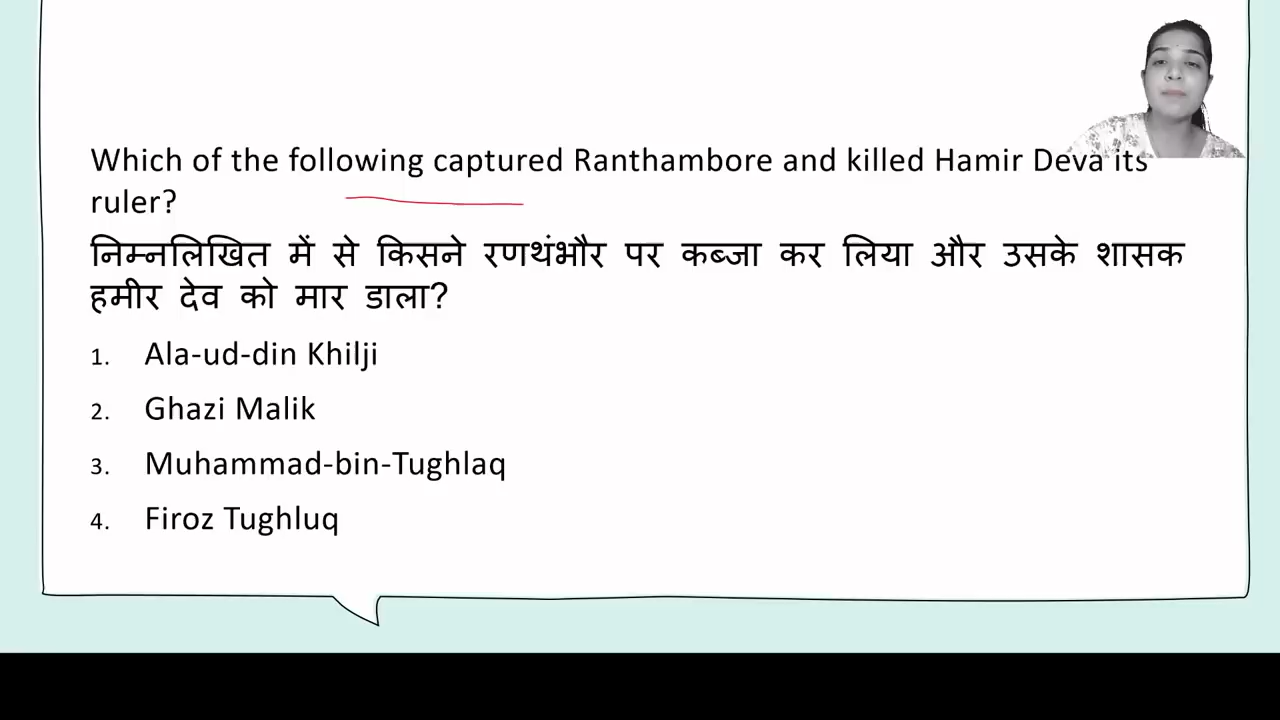 Which of the following captured Ranthambore and killed Hamir Deva its
ruler?
निम्नलिखित में से किसने रणथंभौर पर कब्जा कर लिया और उसके शासक
हमीर देव को मार डाला?
1. Ala-ud-din Khilji
2. Ghazi Malik
3. Muhammad-bin-Tughlaq
4. Firoz Tughluq